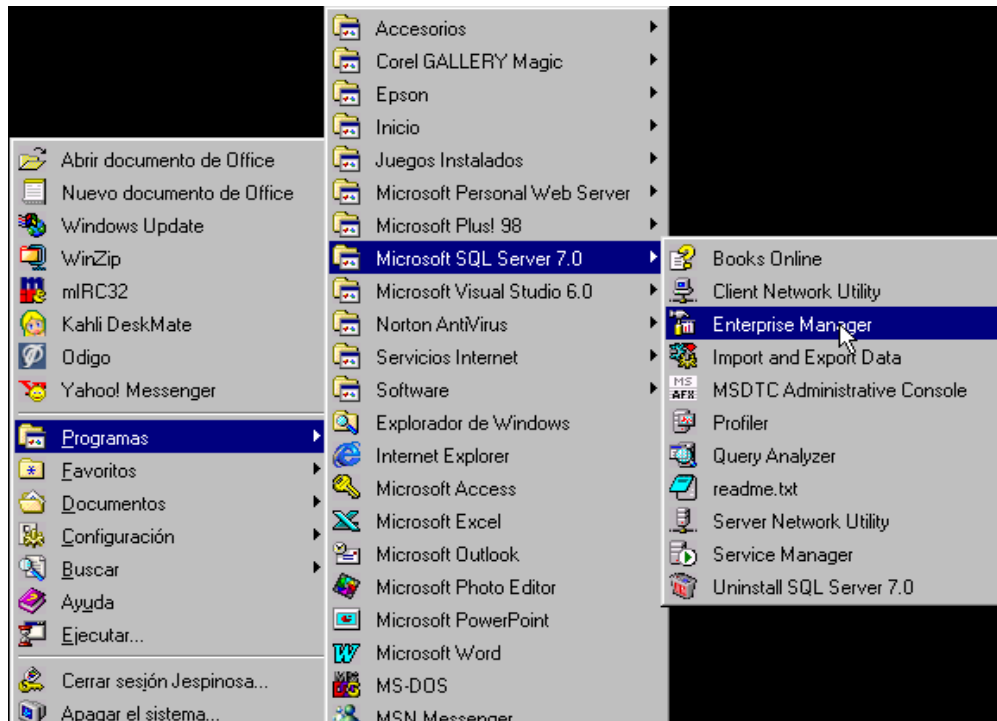 Abrir documento de Office
Nuevo documento de Office
Windows Update
WinZip
mIRC32
Kahli DeskMate
Odigo
Yahoo! Messenger
Programas
Favoritos
Documentos
Configuración
Buscar
Ayuda
Ejecutar...
Cerrar sesión Jespinosa...
Apagar el sistema...
Accesorios
Corel GALLERY Magic
Epson
Inicio
Juegos Instalados
Microsoft Personal Web Server
Microsoft Plus! 98
Microsoft SQL Server 7.0
Microsoft Visual Studio 6.0
Norton AntiVirus
Servicios Internet
Software
Explorador de Windows
Internet Explorer
Microsoft Access
Microsoft Excel
Microsoft Outlook
Microsoft Photo Editor
Microsoft PowerPoint
Microsoft Word
MS-DOS
MSN Messenger
Books Online
Client Network Utility
Enterprise Manager
Import and Export Data
MS
AFX
MSDTC Administrative Console
Profiler
Query Analyzer
readme.txt
Server Network Utility
Service Manager
Uninstall SQL Server 7.0